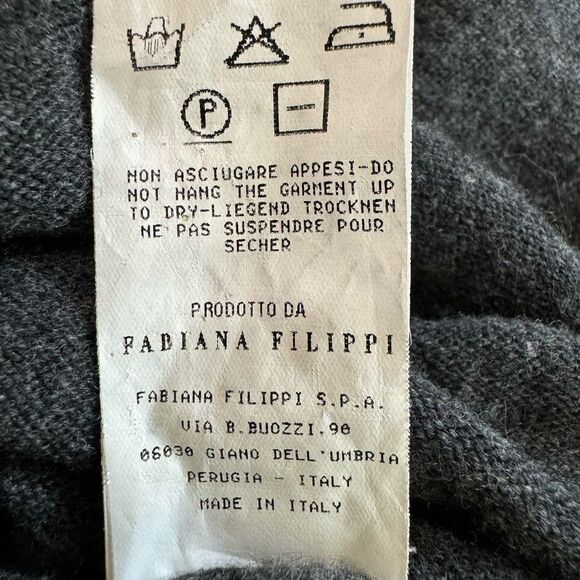 P
NON ASCIUGARE APPESI-DO
NOT HANG THE GARMENT UP
TO DRY-LIEGEND TROCKNEN
NE PAS SUSPENDRE POUR
SECHER
PRODOTTO DA
FABIANA FILIPPI
FABIANA FILIPPI S.P.A.
VIA B.BUOZZI,90
06030 GIANO DELL'UMBRIA
PERUGIA - ITALY
MADE IN ITALY